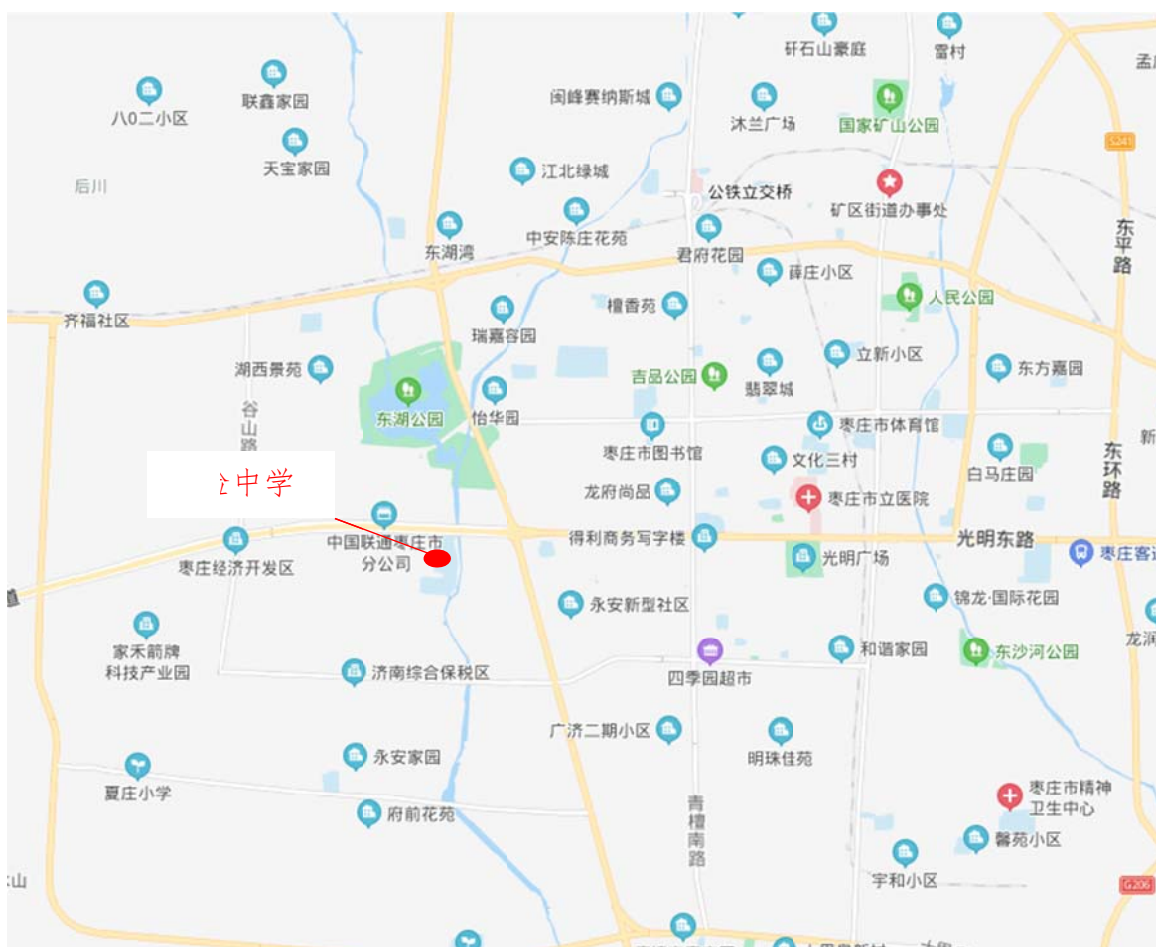 矸石山豪庭
雷村
联鑫家园
八0二小区
闽峰赛纳斯城
沐兰广场
国家矿山公园
S241
天宝家园
后川
江北绿城
公铁立交桥
矿区街道办事处
东湖湾
中安陈庄花苑
君府花园
东平路
薛庄小区
齐福社区
檀香苑
人民公园
瑞嘉容园
湖西景苑
立新小区
东方嘉园
吉品公园
翡翠城
谷山路
东湖公园
怡华园
枣庄市体育馆
枣庄市图书馆
文化三村
白马庄园
东环路
中学
龙府尚品
枣庄市立医院
中国联通枣庄市
分公司
得利商务写字楼
光明东路
枣庄经济开发区
光明广场
枣庄客
永安新型社区
锦龙·国际花园
家禾箭牌
科技产业园
济南综合保税区
和谐家园
东沙河公园
四季园超市
广济二期小区
明珠佳苑
永安家园
夏庄小学
枣庄市精神
卫生中心
府前花苑
青檀南路
馨苑小区
宇和小区
山
G206